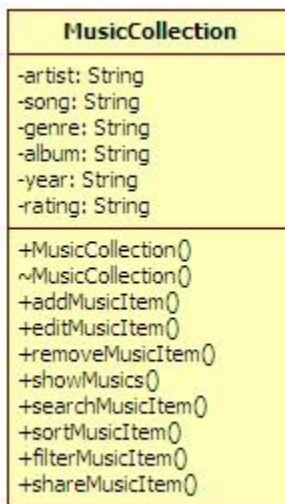 MusicCollection
-artist: String
-song: String
-genre: String
-album: String
-year: String
-rating: String
+MusicCollection()
~MusicCollection()
+addMusicItem()
+editMusicItem()
+removeMusicItem()
+showMusics()
+searchMusicItem()
+sortMusicItem()
+filterMusicItem()
+shareMusicItem()